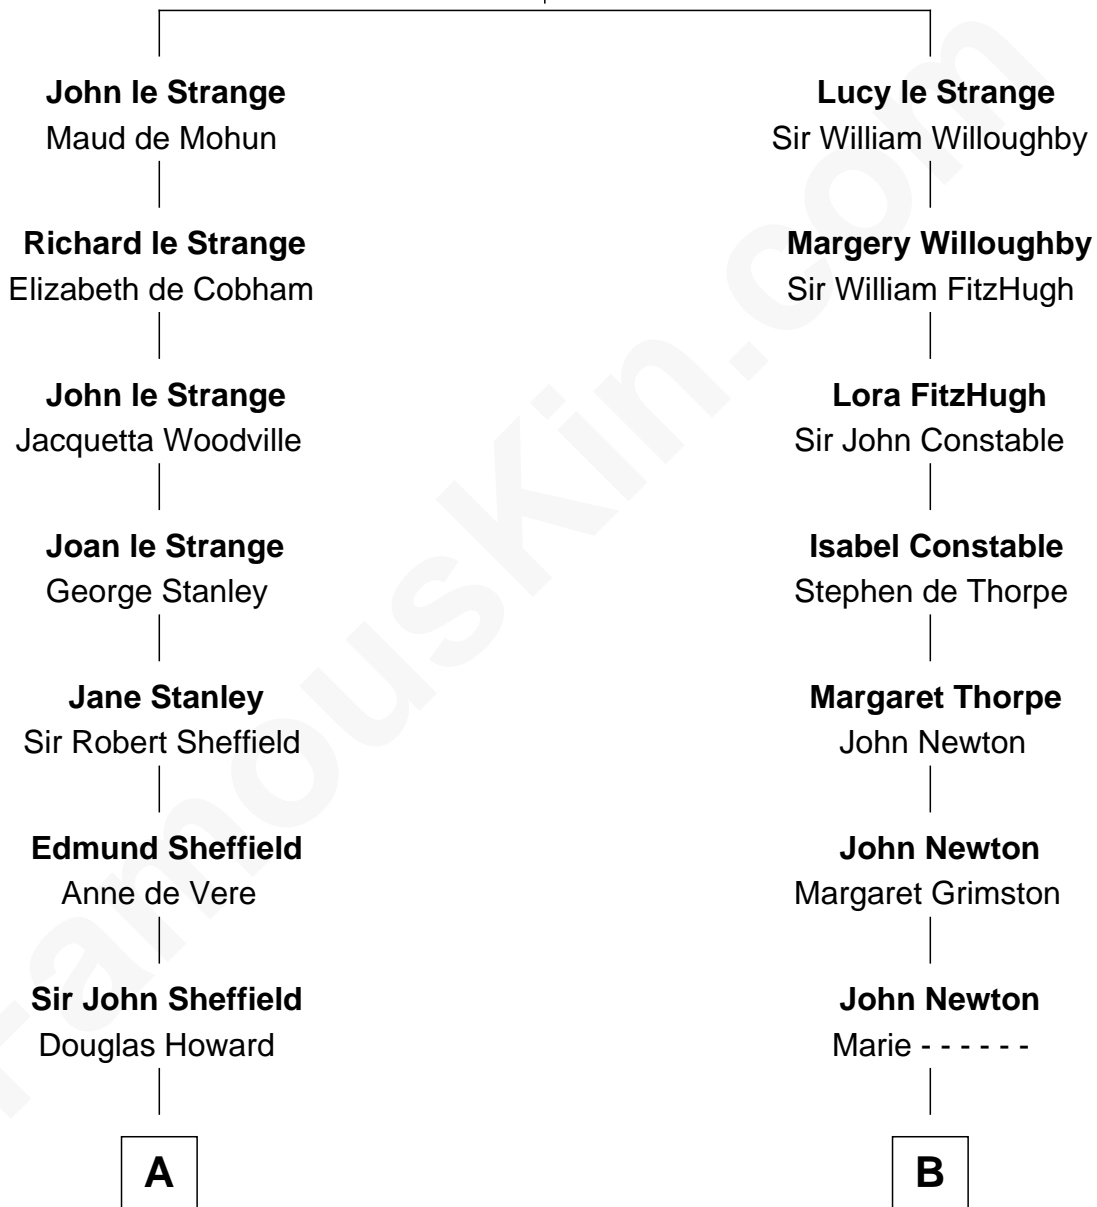 John le Strange
Maud de Mohun
Lucy le Strange
Sir William Willoughby
Richard le Strange
Elizabeth de Cobham
Margery Willoughby
Sir William FitzHugh
John le Strange
Jacquetta Woodville
Lora FitzHugh
Sir John Constable
Joan le Strange
George Stanley
Isabel Constable
Stephen de Thorpe
Jane Stanley
Sir Robert Sheffield
Margaret Thorpe
John Newton
Edmund Sheffield
Anne de Vere
John Newton
Margaret Grimston
Sir John Sheffield
Douglas Howard
John Newton
Marie - - - - - -
A
B
FamousKin.com